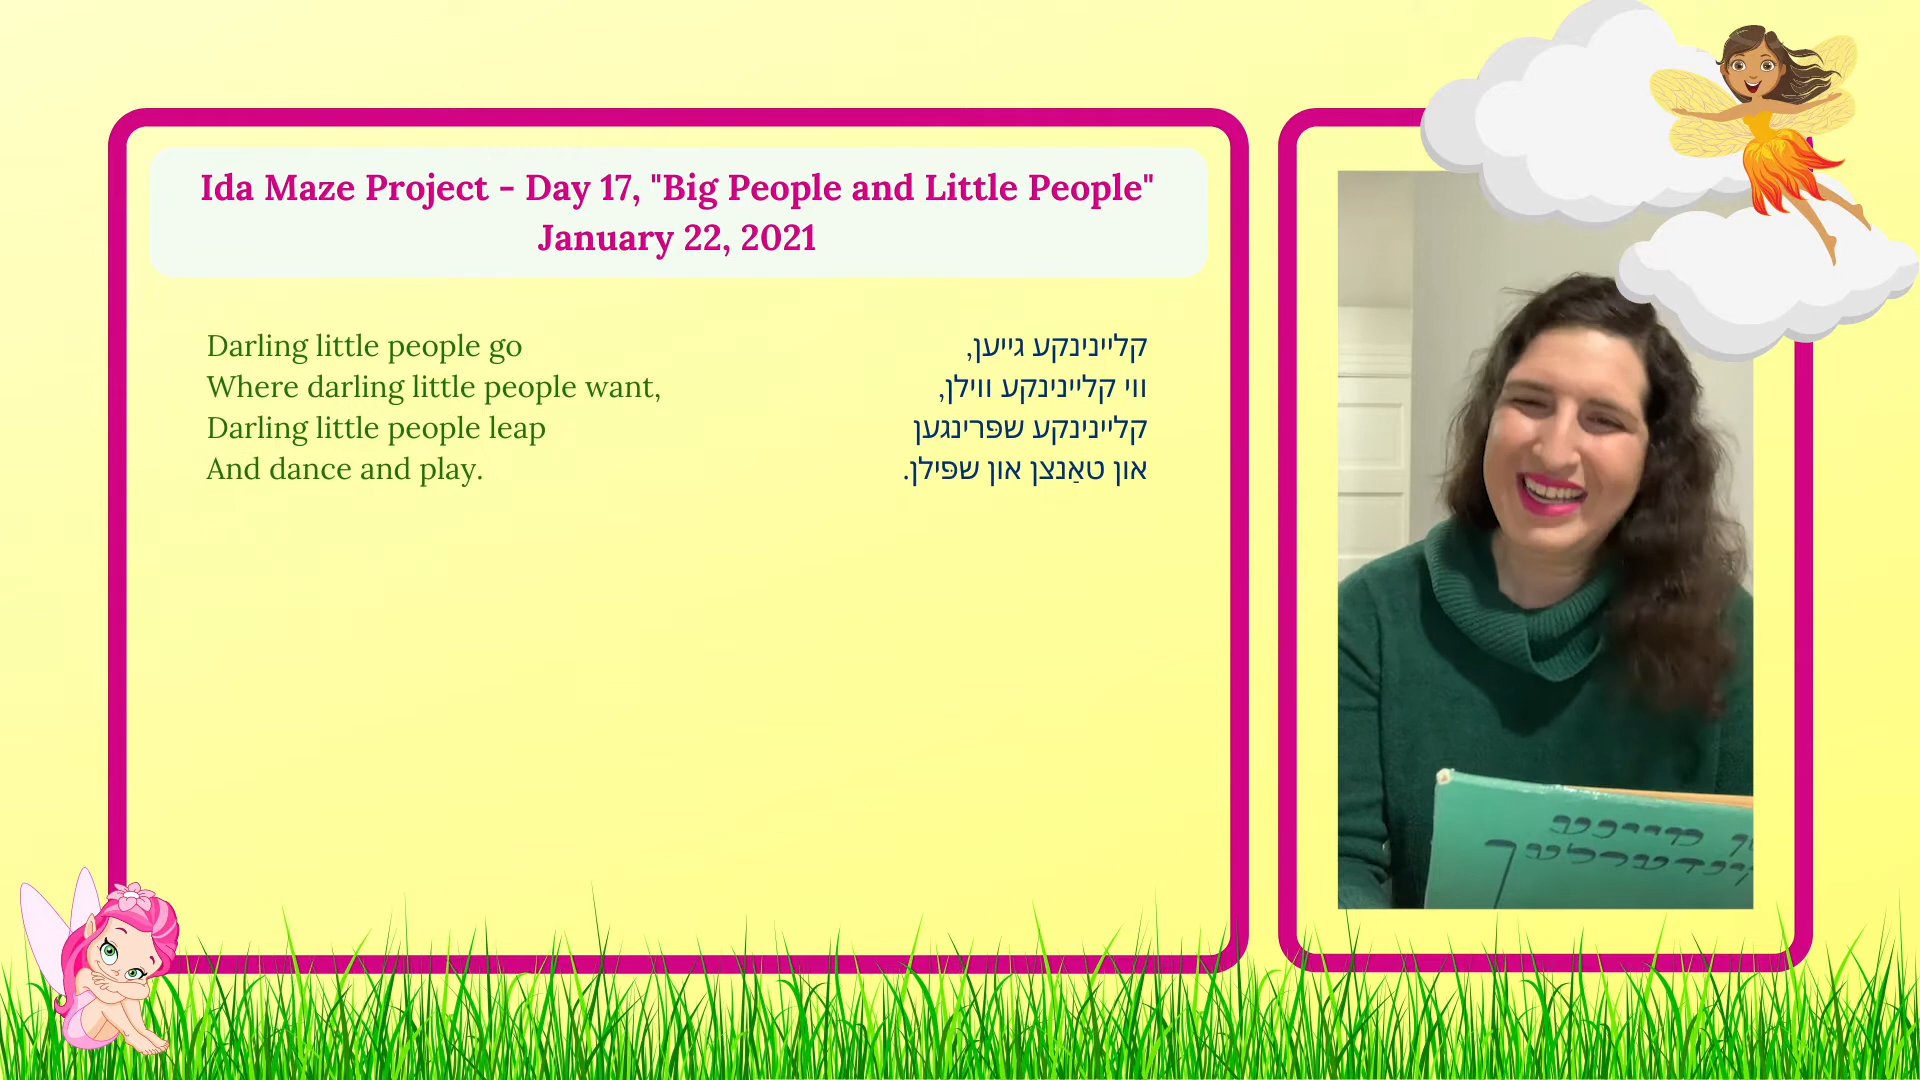 Ida Maze Project - Day 17, "Big People and Little People"
January 22, 2021
Darling little people go
Where darling little people want,
Darling little people leap
And dance and play.
קליינינקע גייען,
ווי קליינינקע ווילן,
קליינינקע שפּרינגען
און טאַנצן און שפּילן.
קינדערלעך